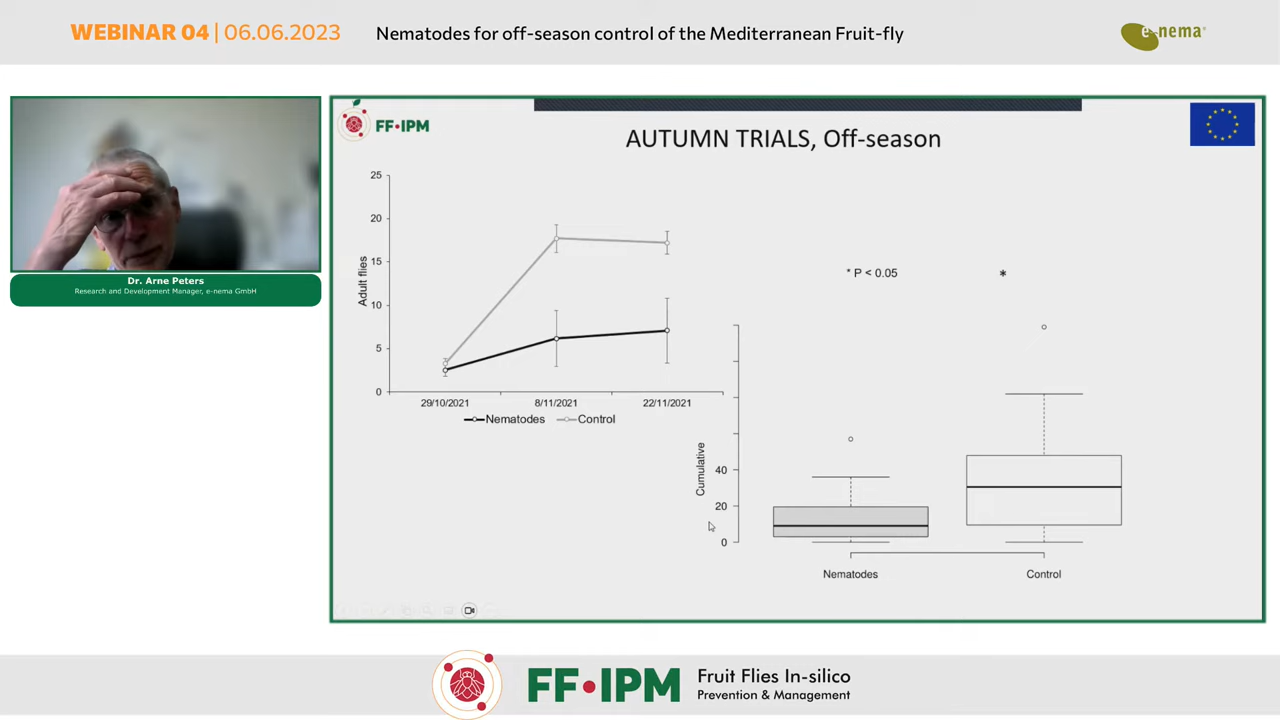 WEBINAR 04 | 06.06.2023
Nematodes for off-season control of the Mediterranean Fruit-fly
e-nema®
Dr. Arne Peters
Research and Development Manager, e-nema GmbH
FF•IPM
AUTUMN TRIALS, Off-season
25
20
15
10
5
0
Adult flies
29/10/2021 8/11/2021 22/11/2021
Nematodes Control
* P < 0.05
*
Cumulative
40
20
0
Nematodes Control
FF•IPM
Fruit Flies In-silico
Prevention & Management